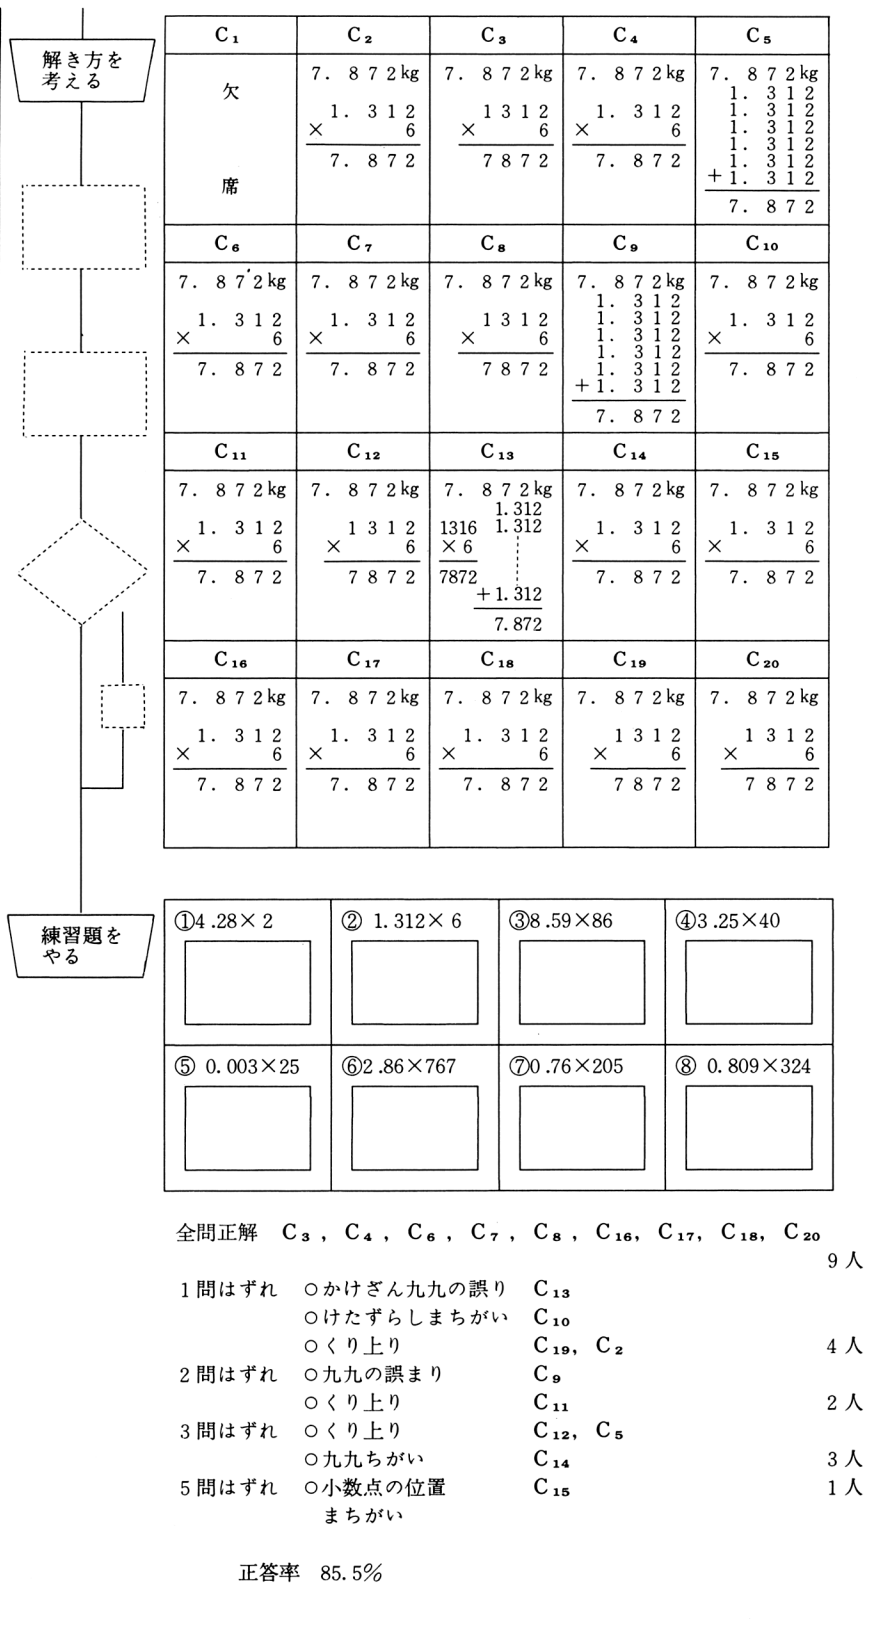 解き方を
考える
C₁ C₂ C₃ C₄ C₅
欠
席
7. 872kg
1. 312
× 6
7. 872
7. 872kg
1312
× 6
7872
7. 872kg
1. 312
× 6
7. 872
7. 872kg
1. 312
1. 312
1. 312
1. 312
1. 312
+1. 312
7. 872
C₆ C₇ C₈ C₉ C₁₀
7. 872kg
1. 312
× 6
7. 872
7. 872kg
1. 312
× 6
7. 872
7. 872kg
1312
× 6
7872
7. 872kg
1. 312
1. 312
1. 312
1. 312
1. 312
+1. 312
7. 872
7. 872kg
1. 312
× 6
7. 872
C₁₁ C₁₂ C₁₃ C₁₄ C₁₅
7. 872kg
1. 312
× 6
7. 872
7. 872kg
1312
× 6
7872
7. 872kg
1.312
1316 1.312
× 6
7872
+1.312
7.872
7. 872kg
1. 312
× 6
7. 872
7. 872kg
1. 312
× 6
7. 872
C₁₆ C₁₇ C₁₈ C₁₉ C₂₀
7. 872kg
1. 312
× 6
7. 872
7. 872kg
1. 312
× 6
7. 872
7. 872kg
1. 312
× 6
7. 872
7. 872kg
1312
× 6
7872
7. 872kg
1312
× 6
7872
練習題を
やる
①4.28×2 ② 1.312×6 ③8.59×86 ④3.25×40
⑤ 0.003×25 ⑥2.86×767 ⑦0.76×205 ⑧ 0.809×324
全問正解 C₃, C₄, C₆, C₇, C₈, C₁₆, C₁₇, C₁₈, C₂₀
9人
1問はずれ ○かけざん九九の誤り C₁₃
○けたずらしまちがい C₁₀
○くり上り C₁₉, C₂ 4人
2問はずれ ○九九の誤まり C₉
○くり上り C₁₁ 2人
3問はずれ ○くり上り C₁₂, C₅
○九九ちがい C₁₄ 3人
5問はずれ ○小数点の位置 C₁₅ 1人
まちがい
正答率 85.5%